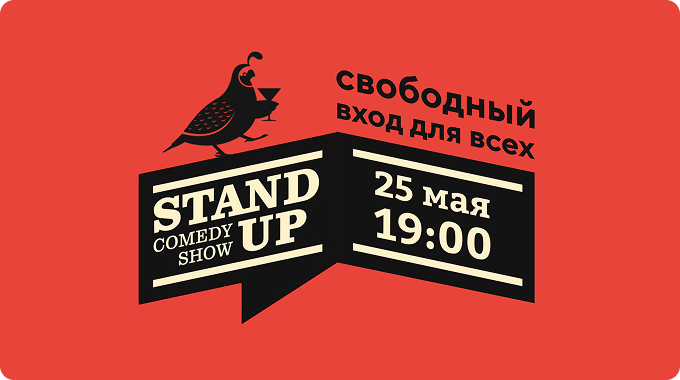 свободный
вход для всех
STAND
COMEDY
SHOW
UP
25 мая
19:00